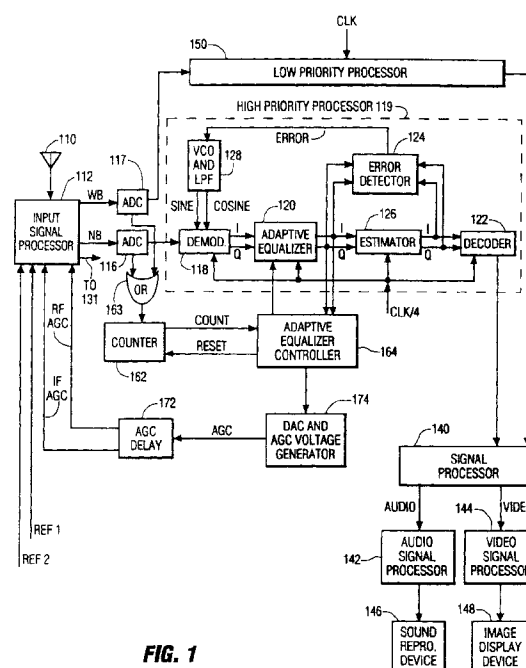 CLK
150
LOW PRIORITY PROCESSOR
HIGH PRIORITY PROCESSOR 119
110
ERROR
124
112
117
VCO
AND
LPF
128
ERROR
DETECTOR
WB
ADC
SINE
COSINE
120
126
122
INPUT
SIGNAL
PROCESSOR
NB
ADC
DEMOD.
I
Q
ADAPTIVE
EQUALIZER
I
Q
ESTIMATOR
I
Q
DECODER
116
118
TO
131
163
OR
CLK/4
RF
AGC
COUNTER
COUNT
RESET
ADAPTIVE
EQUALIZER
CONTROLLER
164
162
IF
AGC
172
174
AGC
DELAY
AGC
DAC AND
AGC VOLTAGE
GENERATOR
140
SIGNAL
PROCESSOR
REF 1
REF 2
AUDIO
144
VIDE
142
AUDIO
SIGNAL
PROCESSOR
VIDEO
SIGNAL
PROCESSOR
146
148
SOUND
REPRO.
DEVICE
IMAGE
DISPLAY
DEVICE
FIG. 1